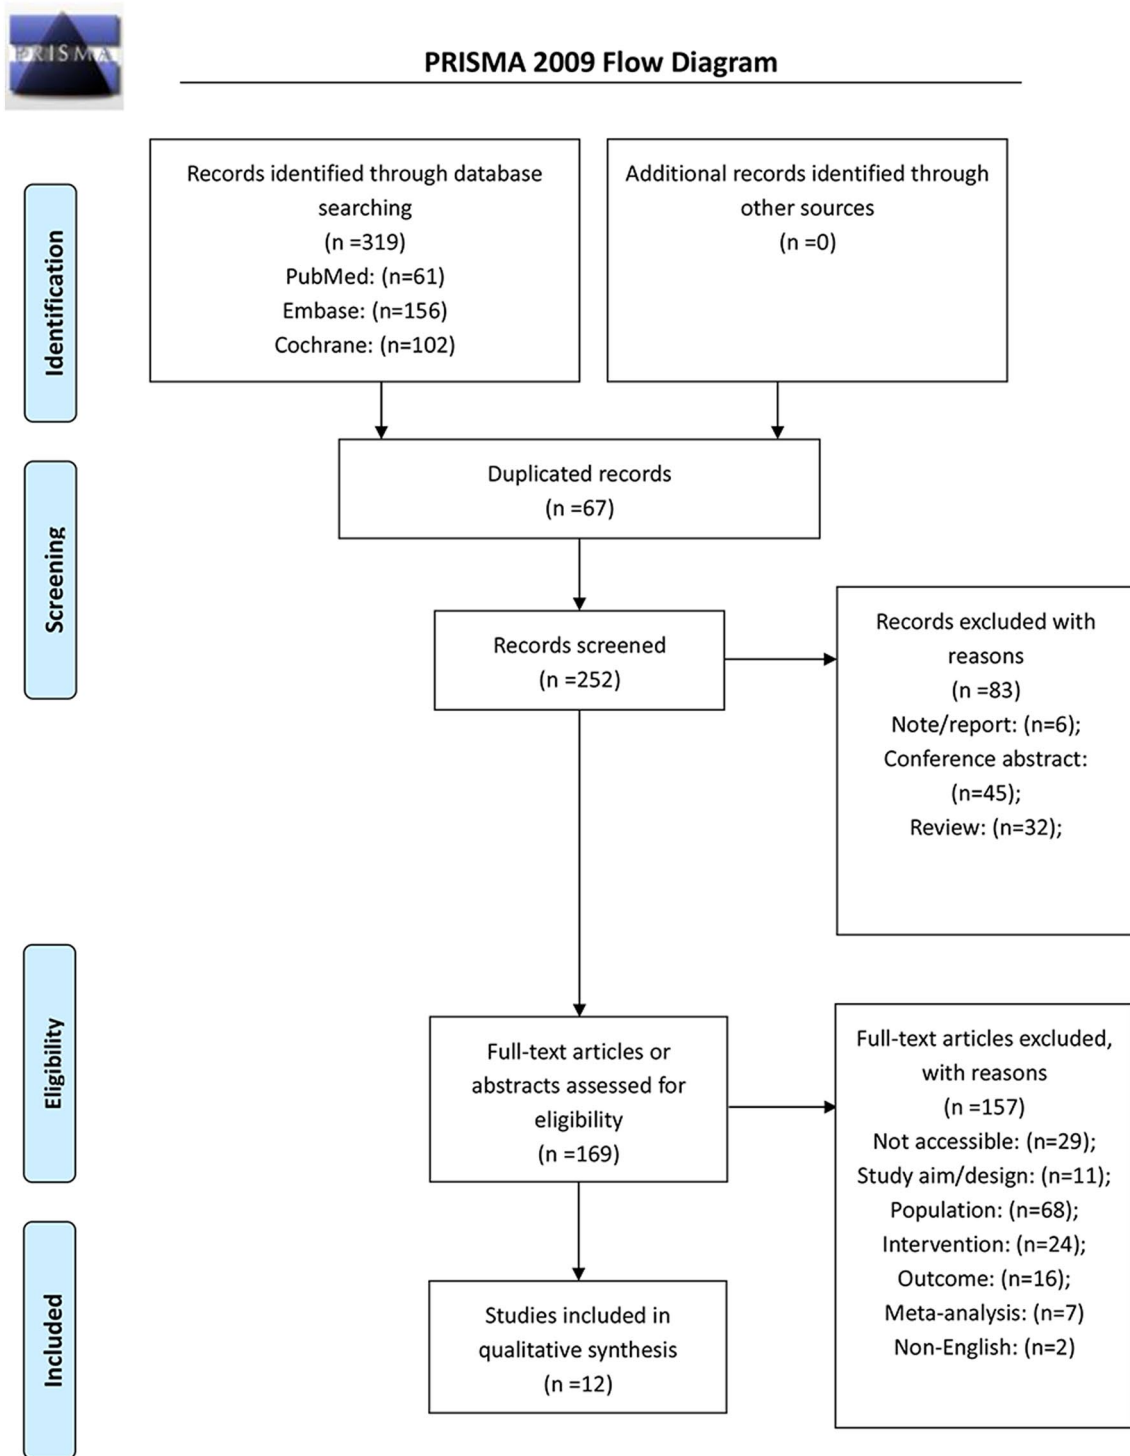 PRISMA
PRISMA 2009 Flow Diagram
Identification
Records identified through database
searching
(n =319)
PubMed: (n=61)
Embase: (n=156)
Cochrane: (n=102)
Additional records identified through
other sources
(n =0)
Screening
Duplicated records
(n =67)
Records screened
(n =252)
Records excluded with
reasons
(n =83)
Note/report: (n=6);
Conference abstract:
(n=45);
Review: (n=32);
Eligibility
Full-text articles or
abstracts assessed for
eligibility
(n =169)
Full-text articles excluded,
with reasons
(n =157)
Not accessible: (n=29);
Study aim/design: (n=11);
Population: (n=68);
Intervention: (n=24);
Outcome: (n=16);
Meta-analysis: (n=7)
Non-English: (n=2)
Included
Studies included in
qualitative synthesis
(n =12)